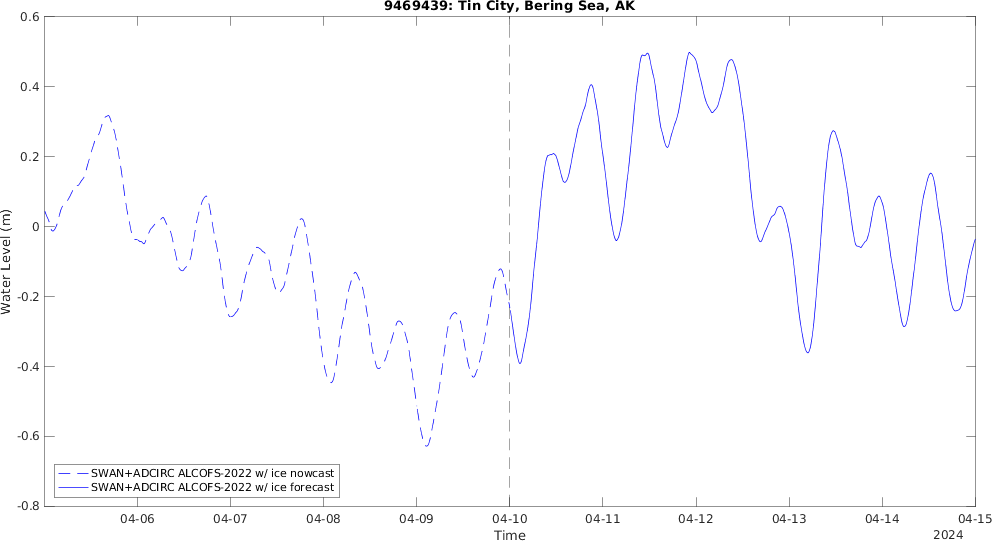 9469439: Tin City, Bering Sea, AK
0.6
0.4
0.2
0
-0.2
-0.4
-0.6
-0.8
Water Level (m)
SWAN+ADCIRC ALCOFS-2022 w/ ice nowcast
SWAN+ADCIRC ALCOFS-2022 w/ ice forecast
04-06 04-07 04-08 04-09 04-10 04-11 04-12 04-13 04-14 04-15
Time
2024